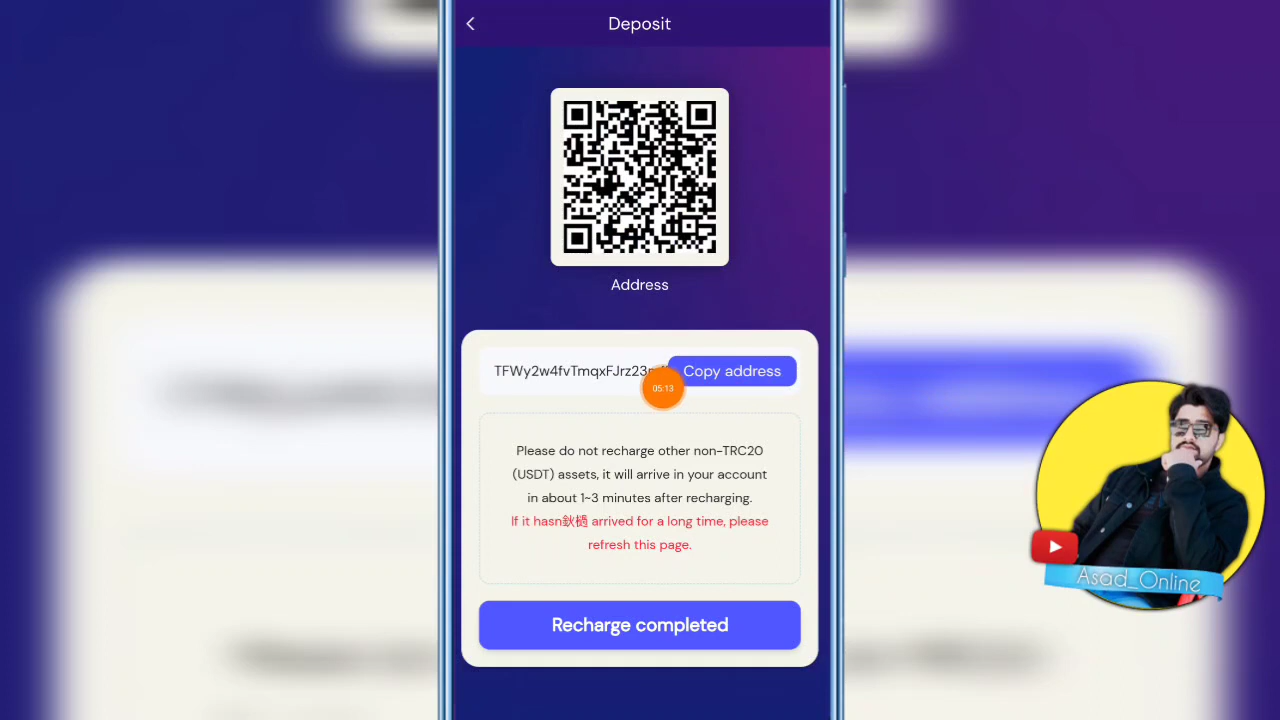 Deposit
Address
TFWy2w4fvTmqxFJrz23
Copy address
05:13
Please do not recharge other non-TRC20
(USDT) assets, it will arrive in your account
in about 1~3 minutes after recharging.
If it hasn鈥檛 arrived for a long time, please
refresh this page.
Recharge completed
Asad_Online